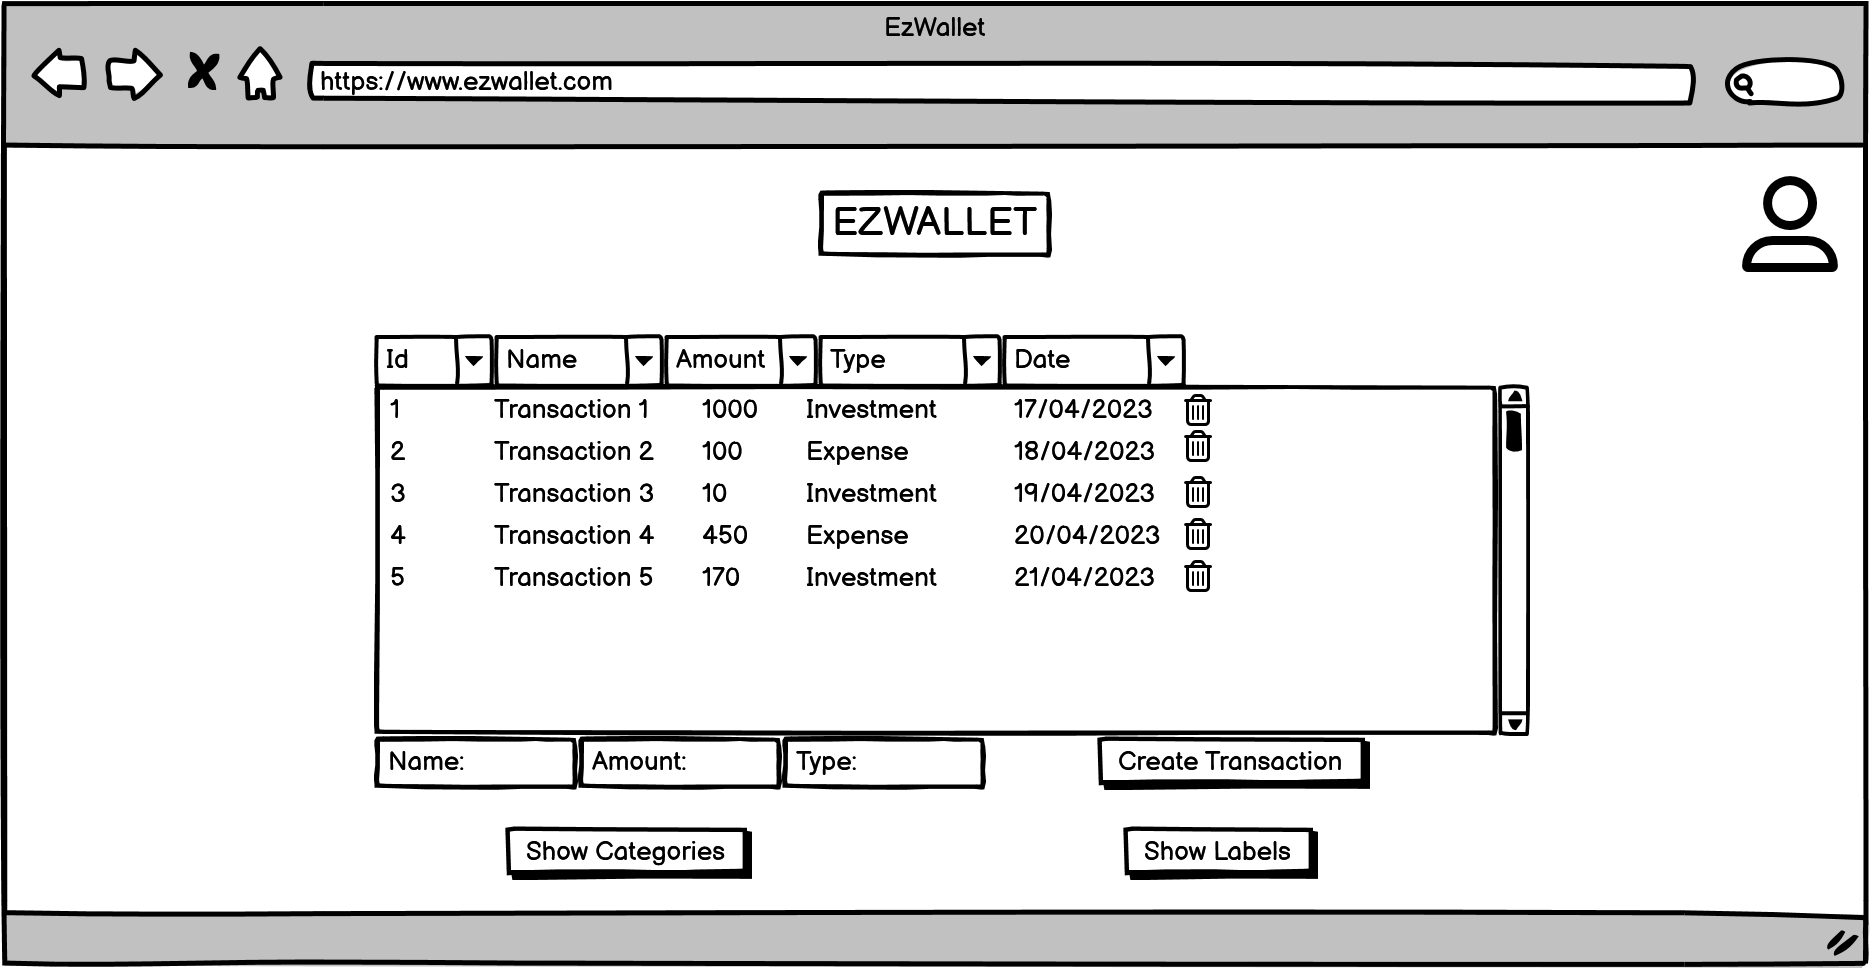 EzWallet
https://www.ezwallet.com
EZWALLET
Id Name Amount Type Date
1 Transaction 1 1000 Investment 17/04/2023
2 Transaction 2 100 Expense 18/04/2023
3 Transaction 3 10 Investment 19/04/2023
4 Transaction 4 450 Expense 20/04/2023
5 Transaction 5 170 Investment 21/04/2023
Name: Amount: Type: Create Transaction
Show Categories Show Labels